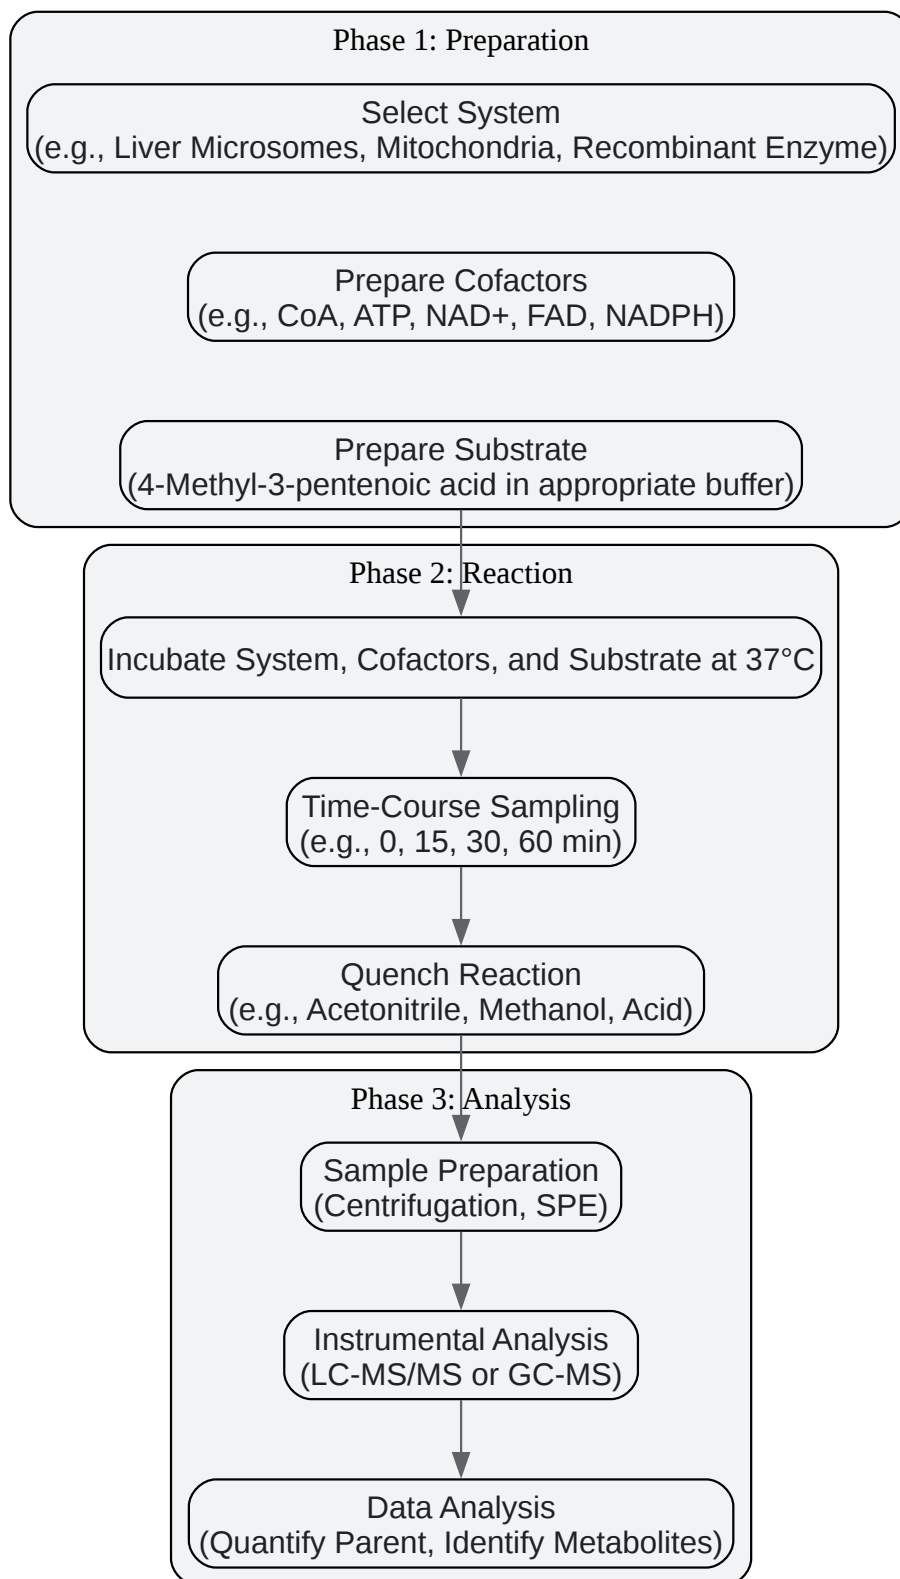 Phase 1: Preparation
Select System
(e.g., Liver Microsomes, Mitochondria, Recombinant Enzyme)
Prepare Cofactors
(e.g., CoA, ATP, NAD+, FAD, NADPH)
Prepare Substrate
(4-Methyl-3-pentenoic acid in appropriate buffer)
Phase 2: Reaction
Incubate System, Cofactors, and Substrate at 37°C
Time-Course Sampling
(e.g., 0, 15, 30, 60 min)
Quench Reaction
(e.g., Acetonitrile, Methanol, Acid)
Phase 3: Analysis
Sample Preparation
(Centrifugation, SPE)
Instrumental Analysis
(LC-MS/MS or GC-MS)
Data Analysis
(Quantify Parent, Identify Metabolites)